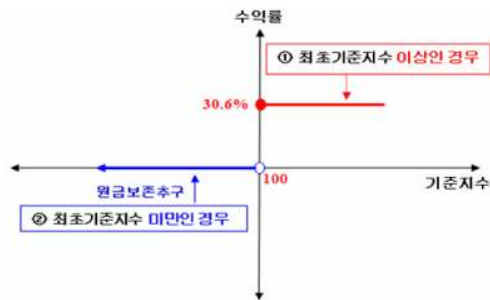 수익률
① 최초기준지수 이상인 경우
30.6%
100
기준지수
원금보존추구
② 최초기준지수 미만인 경우